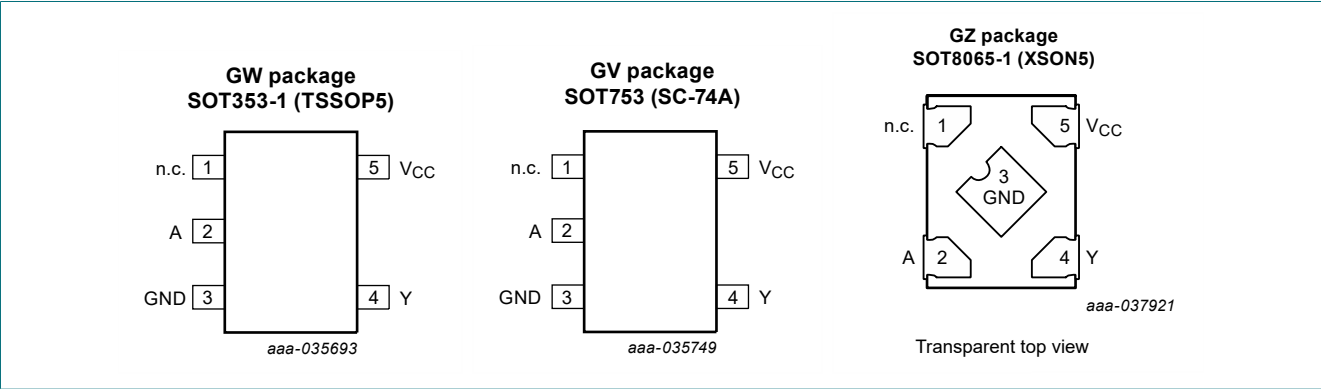 GW package
SOT353-1 (TSSOP5)
n.c. 1
5 VCC
A 2
GND 3
4 Y
aaa-035693
GV package
SOT753 (SC-74A)
n.c. 1
5 VCC
A 2
GND 3
4 Y
aaa-035749
GZ package
SOT8065-1 (XSON5)
n.c. 1
5 VCC
3
GND
A 2
4 Y
aaa-037921
Transparent top view